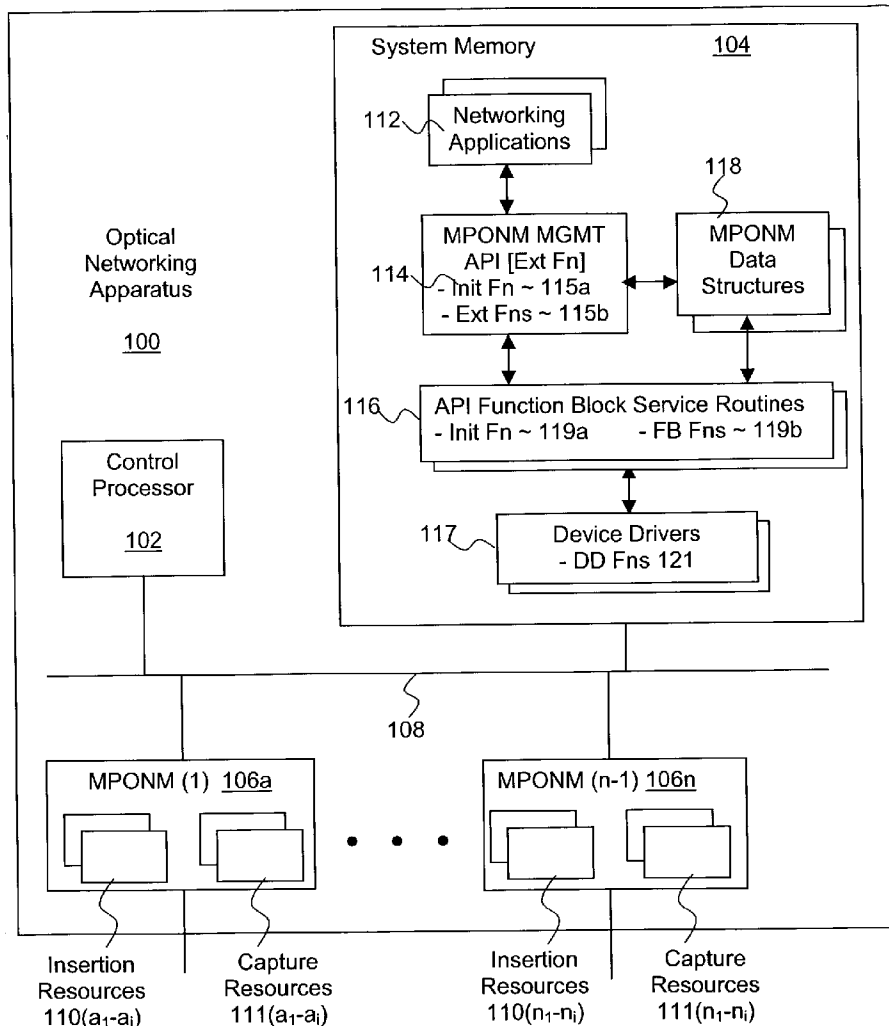 System Memory 104
112
Networking
Applications
118
Optical
Networking
Apparatus
100
MPONM MGMT
API [Ext Fn]
114
- Init Fn ~ 115a
- Ext Fns ~ 115b
MPONM
Data
Structures
116
API Function Block Service Routines
- Init Fn ~ 119a - FB Fns ~ 119b
Control
Processor
102
117
Device Drivers
- DD Fns 121
108
MPONM (1) 106a
MPONM (n-1) 106n
Insertion
Resources
110(a1-ai)
Capture
Resources
111(a1-ai)
Insertion
Resources
110(n1-ni)
Capture
Resources
111(n1-ni)